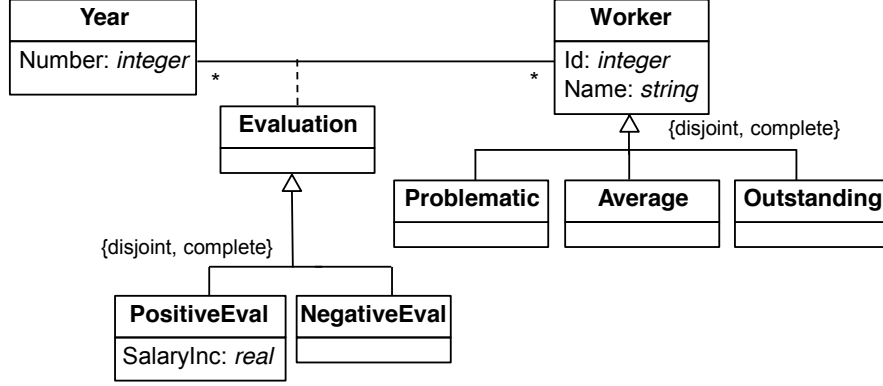 Year
Number: integer
*
*
Worker
Id: integer
Name: string
Evaluation
{disjoint, complete}
Problematic
Average
Outstanding
{disjoint, complete}
PositiveEval
SalaryInc: real
NegativeEval